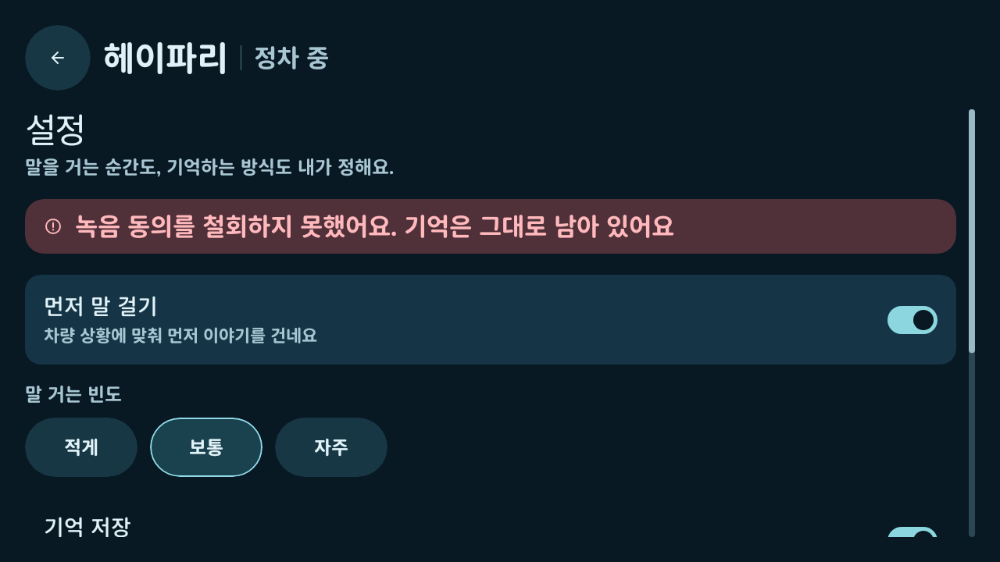 헤이파리
정차 중
설정
말을 거는 순간도, 기억하는 방식도 내가 정해요.
녹음 동의를 철회하지 못했어요. 기억은 그대로 남아 있어요
먼저 말 걸기
차량 상황에 맞춰 먼저 이야기를 건네요
말 거는 빈도
적게
보통
자주
기억 저장